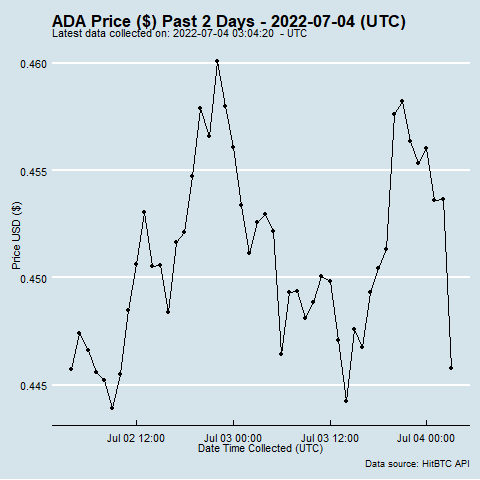 ADA Price ($) Past 2 Days - 2022-07-04 (UTC)
Latest data collected on: 2022-07-04 03:04:20  - UTC
0.460
0.455
0.450
0.445
Price USD ($)
Jul 02 12:00
Jul 03 00:00
Jul 03 12:00
Jul 04 00:00
Date Time Collected (UTC)
Data source: HitBTC API